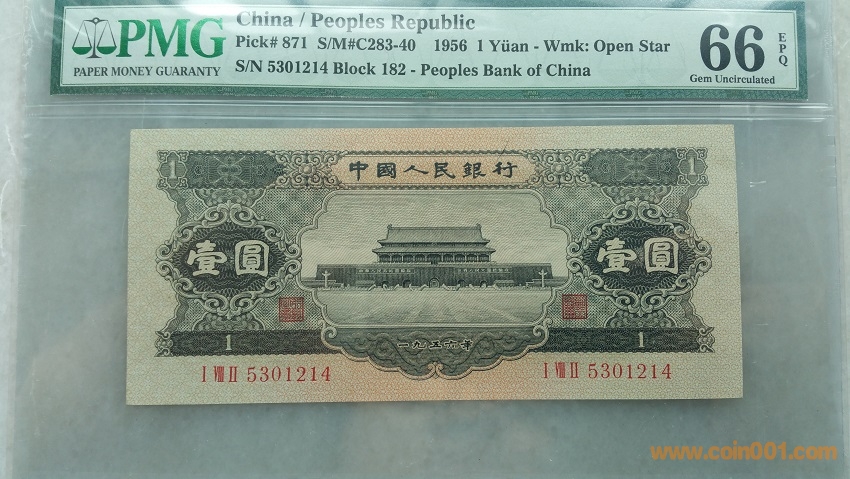 China / Peoples Republic
PMG
Pick# 871 S/M#C283-40 1956 1 Yüan - Wmk: Open Star
66 EPQ
PAPER MONEY GUARANTY
S/N 5301214 Block 182 - Peoples Bank of China
Gem Uncirculated
1 中國人民銀行 1
壹圓 壹圓
一九五六年
1 1
I VIII II 5301214 I VIII II 5301214
www.coin001.com